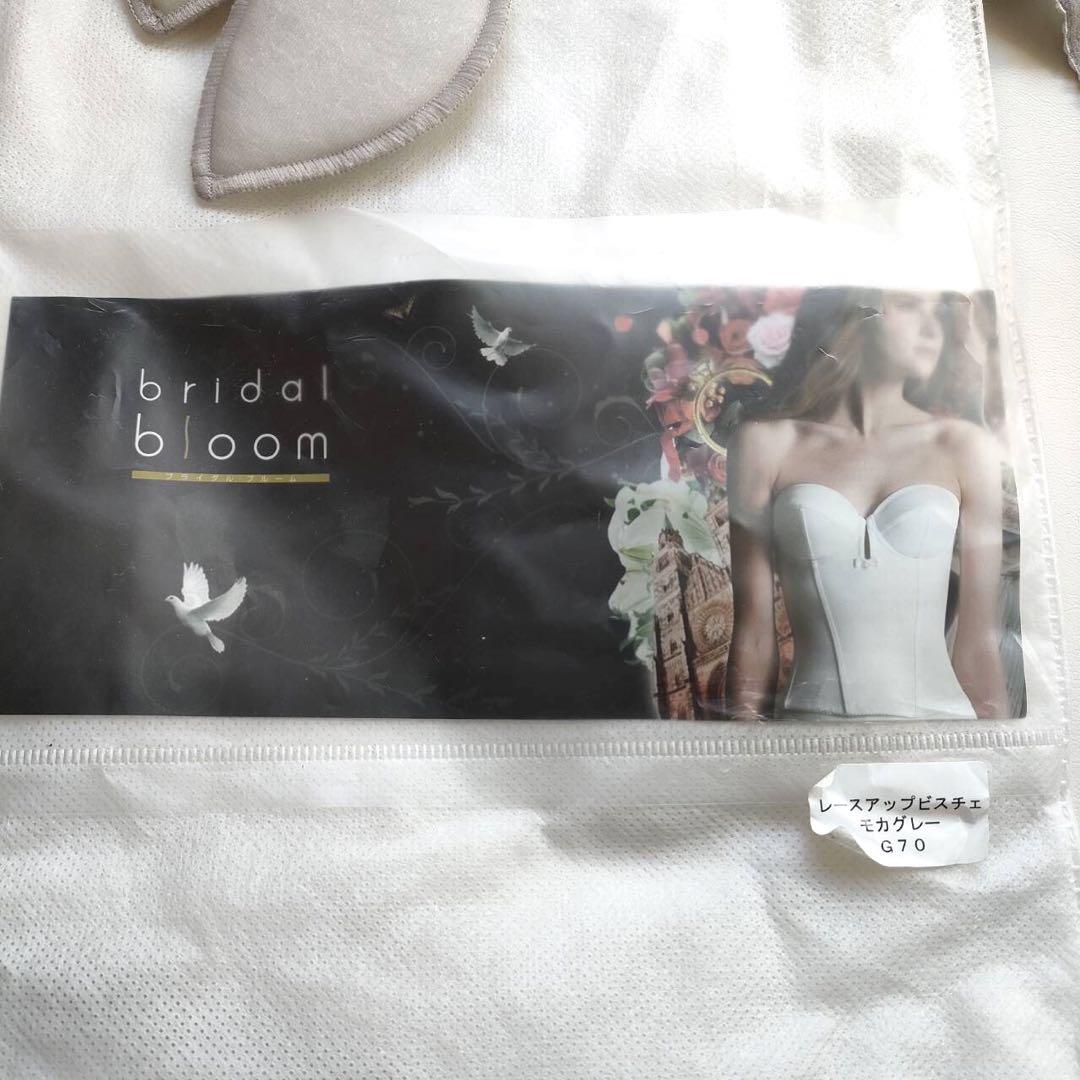 bridal
bloom
ブライダルブルーム
レースアップビスチェ
モカグレー
G70